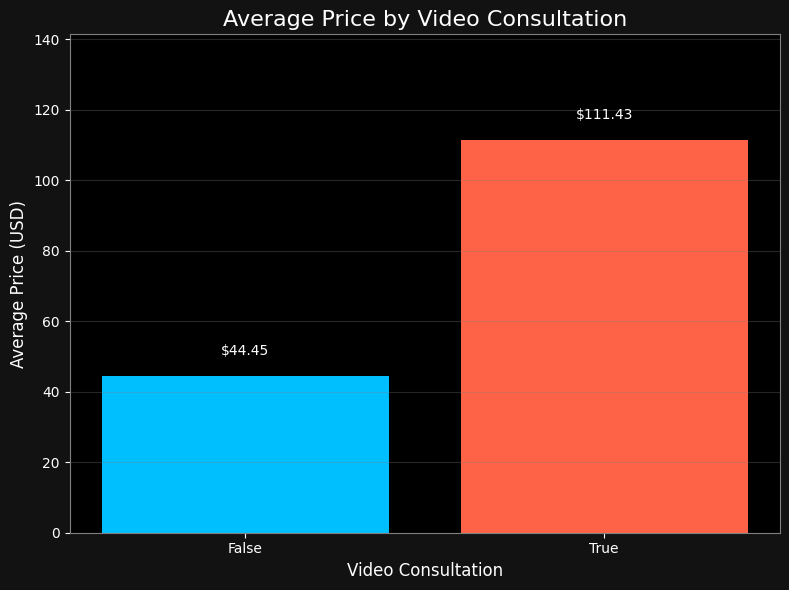 Average Price by Video Consultation
Average Price (USD)
140
120
100
80
60
40
20
0
$44.45
$111.43
False
True
Video Consultation